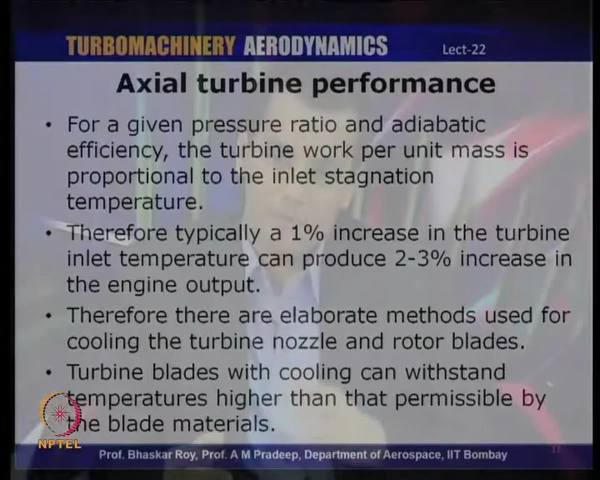 TURBOMACHINERY AERODYNAMICS Lect-22
Axial turbine performance
• For a given pressure ratio and adiabatic
efficiency, the turbine work per unit mass is
proportional to the inlet stagnation
temperature.
• Therefore typically a 1% increase in the turbine
inlet temperature can produce 2-3% increase in
the engine output.
• Therefore there are elaborate methods used for
cooling the turbine nozzle and rotor blades.
• Turbine blades with cooling can withstand
temperatures higher than that permissible by
the blade materials.
NPTEL
Prof. Bhaskar Roy, Prof. A M Pradeep, Department of Aerospace, IIT Bombay
11